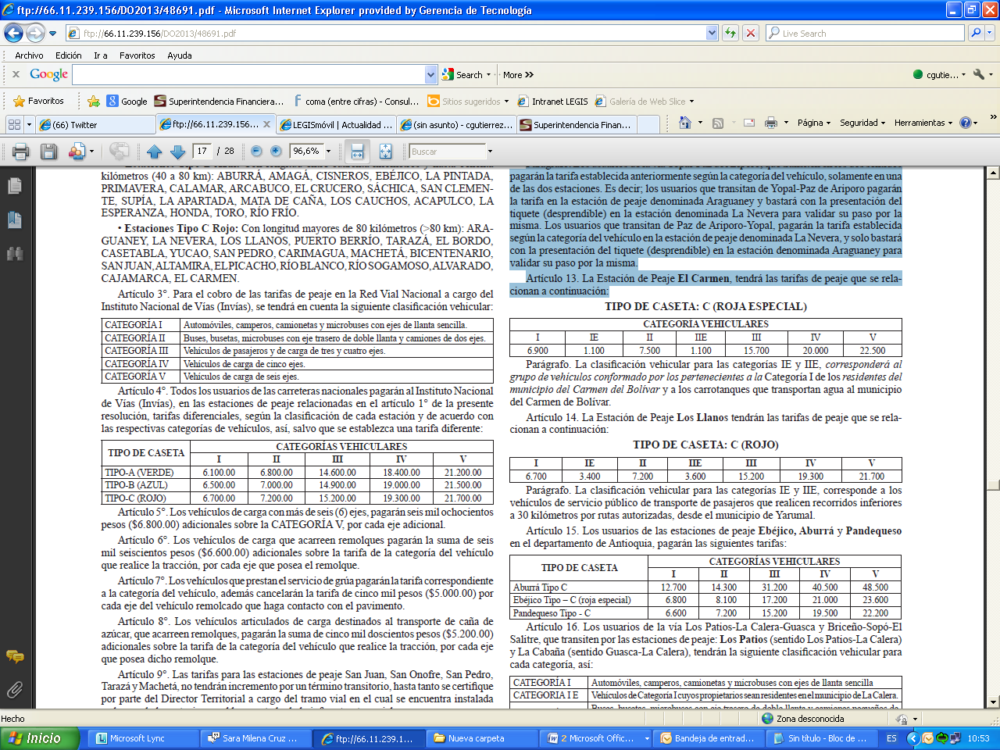 ftp://66.11.239.156/DO2013/48691.pdf - Microsoft Internet Explorer provided by Gerencia de Tecnología
ftp://66.11.239.156/DO2013/48691.pdf
Live Search
Archivo Edición Ir a Favoritos Ayuda
x Google Search More >> cgutie...
Favoritos Google Superintendencia Financiera... coma (entre cifras) - Consul... Sitios sugeridos Intranet LEGIS Galería de Web Slice
(66) Twitter ftp://66.11.239.156... LEGISmóvil | Actualidad ... (sin asunto) - cgutierrez... Superintendencia Finan... Página Seguridad Herramientas
17 / 28 96,6% Buscar
kilómetros (40 a 80 km): ABURRÁ, AMAGÁ, CISNEROS, EBÉJICO, LA PINTADA,
PRIMAVERA, CALAMAR, ARCABUCO, EL CRUCERO, SÁCHICA, SAN CLEMEN-
TE, SUPÍA, LA APARTADA, MATA DE CAÑA, LOS CAUCHOS, ACAPULCO, LA
ESPERANZA, HONDA, TORO, RÍO FRÍO.
• Estaciones Tipo C Rojo: Con longitud mayores de 80 kilómetros (>80 km): ARA-
GUANEY, LA NEVERA, LOS LLANOS, PUERTO BERRÍO, TARAZÁ, EL BORDO,
CASETABLA, YUCAO, SAN PEDRO, CARIMAGUA, MACHETÁ, BICENTENARIO,
SAN JUAN, ALTAMIRA, EL PICACHO, RÍO BLANCO, RÍO SOGAMOSO, ALVARADO,
CAJAMARCA, EL CARMEN.
Artículo 3°. Para el cobro de las tarifas de peaje en la Red Vial Nacional a cargo del
Instituto Nacional de Vías (Invías), se tendrá en cuenta la siguiente clasificación vehicular:
CATEGORÍA I Automóviles, camperos, camionetas y microbuses con ejes de llanta sencilla.
CATEGORÍA II Buses, busetas, microbuses con eje trasero de doble llanta y camiones de dos ejes.
CATEGORÍA III Vehículos de pasajeros y de carga de tres y cuatro ejes.
CATEGORÍA IV Vehículos de carga de cinco ejes.
CATEGORÍA V Vehículos de carga de seis ejes.
Artículo 4°. Todos los usuarios de las carreteras nacionales pagarán al Instituto Nacional
de Vías (Invías), en las estaciones de peaje relacionadas en el artículo 1° de la presente
resolución, tarifas diferenciales, según la clasificación de cada estación y de acuerdo con
las respectivas categorías de vehículos, así, salvo que se establezca una tarifa diferente:
TIPO DE CASETA CATEGORÍAS VEHICULARES
I II III IV V
TIPO-A (VERDE) 6.100.00 6.800.00 14.600.00 18.400.00 21.200.00
TIPO-B (AZUL) 6.500.00 7.000.00 14.900.00 19.000.00 21.500.00
TIPO-C (ROJO) 6.700.00 7.200.00 15.200.00 19.300.00 21.700.00
Artículo 5°. Los vehículos de carga con más de seis (6) ejes, pagarán seis mil ochocientos
pesos ($6.800.00) adicionales sobre la CATEGORÍA V, por cada eje adicional.
Artículo 6°. Los vehículos de carga que acarreen remolques pagarán la suma de seis
mil seiscientos pesos ($6.600.00) adicionales sobre la tarifa de la categoría del vehículo
que realice la tracción, por cada eje que posea el remolque.
Artículo 7°. Los vehículos que prestan el servicio de grúa pagarán la tarifa correspondiente
a la categoría del vehículo, además cancelarán la tarifa de cinco mil pesos ($5.000.00) por
cada eje del vehículo remolcado que haga contacto con el pavimento.
Artículo 8°. Los vehículos articulados de carga destinados al transporte de caña de
azúcar, que acarreen remolques, pagarán la suma de cinco mil doscientos pesos ($5.200.00)
adicionales sobre la tarifa de la categoría del vehículo que realice la tracción, por cada eje
que posea dicho remolque.
Artículo 9°. Las tarifas para las estaciones de peaje San Juan, San Onofre, San Pedro,
Tarazá y Machetá, no tendrán incremento por un término transitorio, hasta tanto se certifique
por parte del Director Territorial a cargo del tramo vial en el cual se encuentra instalada
pagarán la tarifa establecida anteriormente según la categoría del vehículo, solamente en una
de las dos estaciones. Es decir; los usuarios que transitan de Yopal-Paz de Ariporo pagarán
la tarifa en la estación de peaje denominada Araguaney y bastará con la presentación del
tiquete (desprendible) en la estación denominada La Nevera para validar su paso por la
misma. Los usuarios que transitan de Paz de Ariporo-Yopal, pagarán la tarifa establecida
según la categoría del vehículo en la estación de peaje denominada La Nevera, y solo bastará
con la presentación del tiquete (desprendible) en la estación denominada Araguaney para
validar su paso por la misma.
Artículo 13. La Estación de Peaje El Carmen, tendrá las tarifas de peaje que se rela-
cionan a continuación:
TIPO DE CASETA: C (ROJA ESPECIAL)
CATEGORIA VEHICULARES
I IE II IIE III IV V
6.900 1.100 7.500 1.100 15.700 20.000 22.500
Parágrafo. La clasificación vehicular para las categorías IE y IIE, corresponderá al
grupo de vehículos conformado por los pertenecientes a la Categoría I de los residentes del
municipio del Carmen del Bolívar y a los carrotanques que transportan agua al municipio
del Carmen de Bolívar.
Artículo 14. La Estación de Peaje Los Llanos tendrán las tarifas de peaje que se rela-
cionan a continuación:
TIPO DE CASETA: C (ROJO)
I IE II IIE III IV V
6.700 3.400 7.200 3.600 15.200 19.300 21.700
Parágrafo. La clasificación vehicular para las categorías IE y IIE, corresponde a los
vehículos de servicio público de transporte de pasajeros que realicen recorridos inferiores
a 30 kilómetros por rutas autorizadas, desde el municipio de Yarumal.
Artículo 15. Los usuarios de las estaciones de peaje Ebéjico, Aburrá y Pandequeso
en el departamento de Antioquia, pagarán las siguientes tarifas:
TIPO DE CASETA CATEGORÍAS VEHICULARES
I II III IV V
Aburrá Tipo C 12.700 14.300 31.200 40.500 48.500
Ebéjico Tipo – C (roja especial) 6.800 8.100 17.200 21.000 23.600
Pandequeso Tipo - C 6.600 7.200 15.200 19.500 22.200
Artículo 16. Los usuarios de la vía Los Patios-La Calera-Guasca y Briceño-Sopó-El
Salitre, que transiten por las estaciones de peaje: Los Patios (sentido Los Patios-La Calera)
y La Cabaña (sentido Guasca-La Calera), tendrán la siguiente clasificación vehicular para
cada categoría, así:
CATEGORÍA I Automóviles, camperos, camionetas y microbuses con ejes de llanta sencilla
CATEGORIA I E Vehículos de Categoría I cuyos propietarios sean residentes en el municipio de La Calera.
Buses, busetas, microbuses con eje trasero de doble llanta y camiones pequeños de
Hecho Zona desconocida
Inicio Microsoft Lync Sara Milena Cruz ... ftp://66.11.239.1... Nueva carpeta 2 Microsoft Offic... Bandeja de entrad... Sin título - Bloc de ... ES 10:53